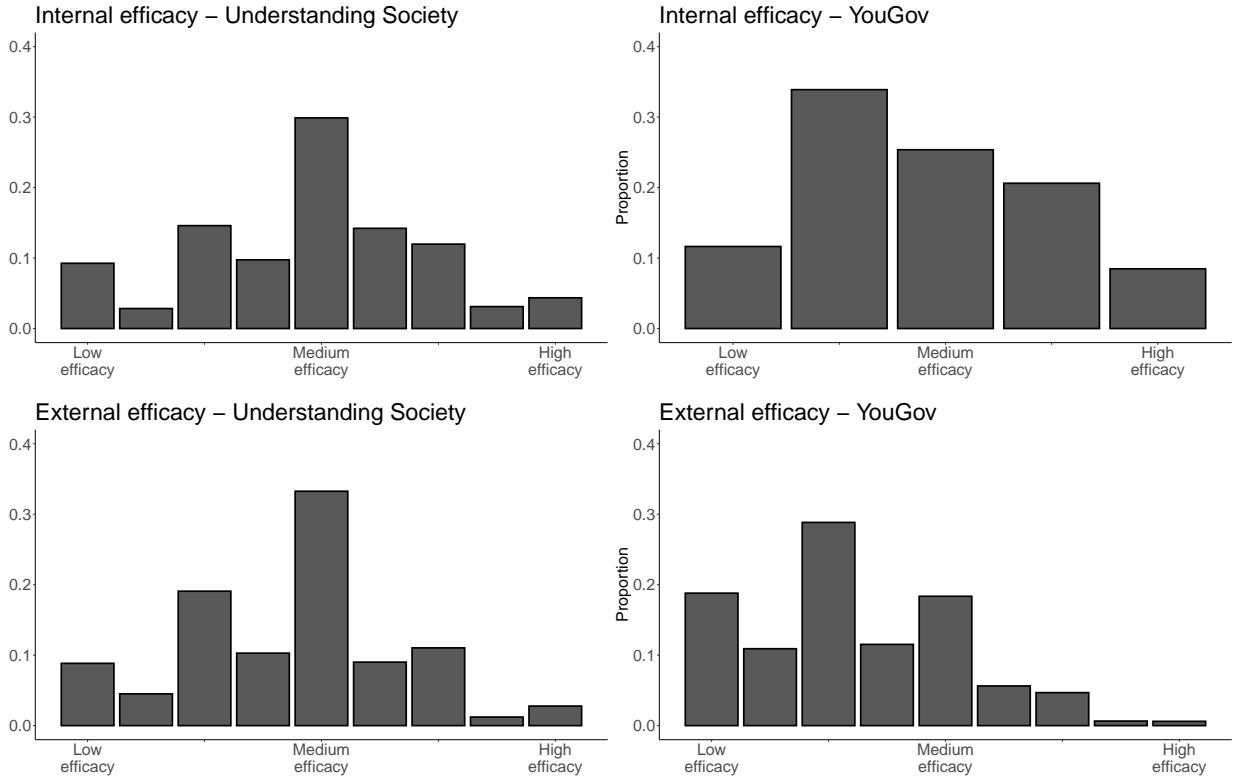 Internal efficacy – Understanding Society
0.4
0.3
0.2
0.1
0.0
Low
efficacy
Medium
efficacy
High
efficacy
Internal efficacy – YouGov
Proportion
0.4
0.3
0.2
0.1
0.0
Low
efficacy
Medium
efficacy
High
efficacy
External efficacy – Understanding Society
0.4
0.3
0.2
0.1
0.0
Low
efficacy
Medium
efficacy
High
efficacy
External efficacy – YouGov
Proportion
0.4
0.3
0.2
0.1
0.0
Low
efficacy
Medium
efficacy
High
efficacy